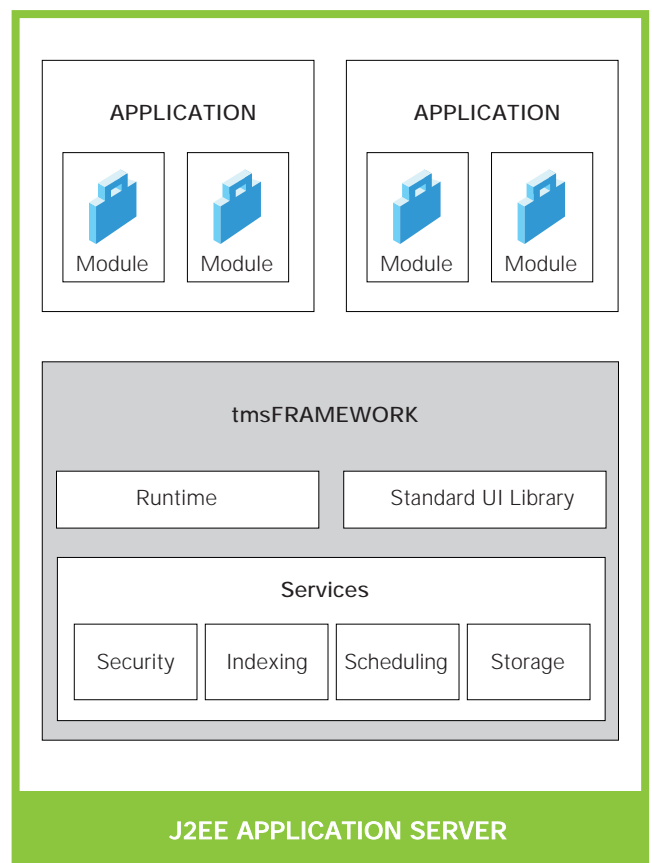 APPLICATION
Module Module
APPLICATION
Module Module
tmsFRAMEWORK
Runtime
Standard UI Library
Services
Security Indexing Scheduling Storage
J2EE APPLICATION SERVER